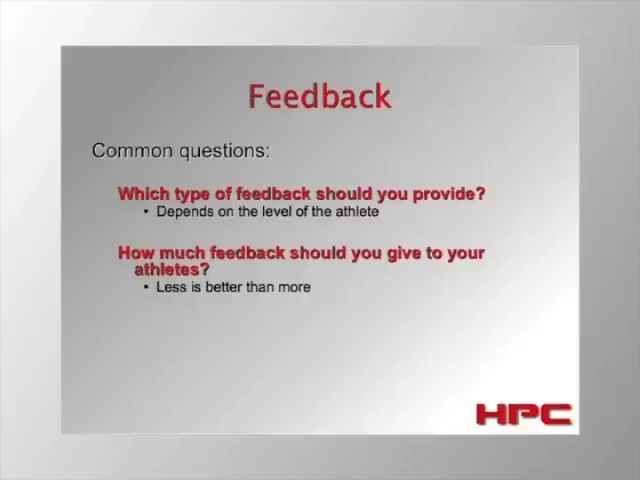 Feedback
Common questions:
Which type of feedback should you provide?
• Depends on the level of the athlete
How much feedback should you give to your
athletes?
• Less is better than more
HPC